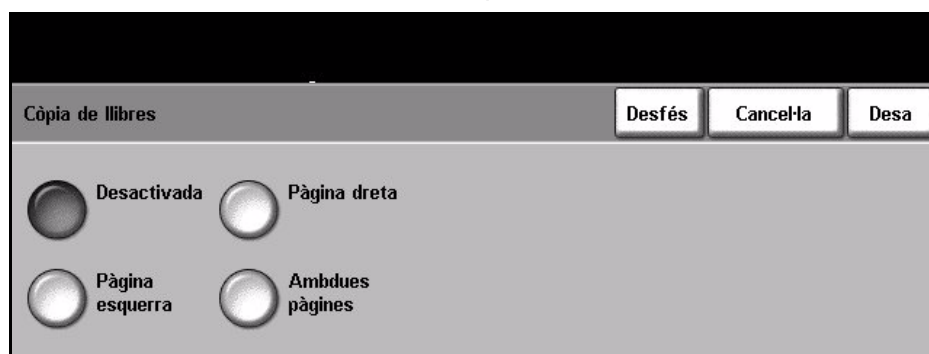 Còpia de llibres
Desfés
Cancel·la
Desa
Desactivada
Pàgina dreta
Pàgina
esquerra
Ambdues
pàgines